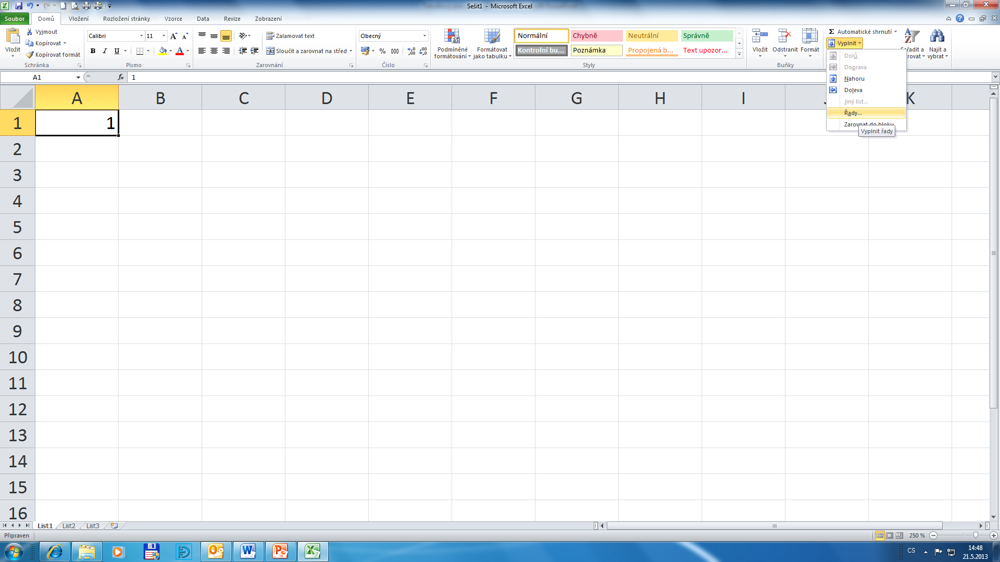 Sešit1 - Microsoft Excel
Soubor Domů Vložení Rozložení stránky Vzorce Data Revize Zobrazení
Vložit
Vyjmout
Kopírovat
Kopírovat formát
Schránka
Calibri 11
B I U
Písmo
Zalamovat text
Sloučit a zarovnat na střed
Zarovnání
Obecný
% 000
Číslo
Podmíněné formátování
Formátovat jako tabulku
Normální Chybně Neutrální Správně
Kontrolní bu... Poznámka Propojená b... Text upozor...
Styly
Vložit Odstranit Formát
Buňky
Σ Automatické shrnutí
Vyplnit
Najít a vybrat
Dolů
Doprava
Nahoru
Doleva
Jiný list...
Řady...
Zarovnat do bloku
Vyplnit řady
A1 fx 1
A B C D E F G H I K
1 1
2
3
4
5
6
7
8
9
10
11
12
13
14
15
16
List1 List2 List3
Připraven 250 %
CS 14:48
21.5.2013